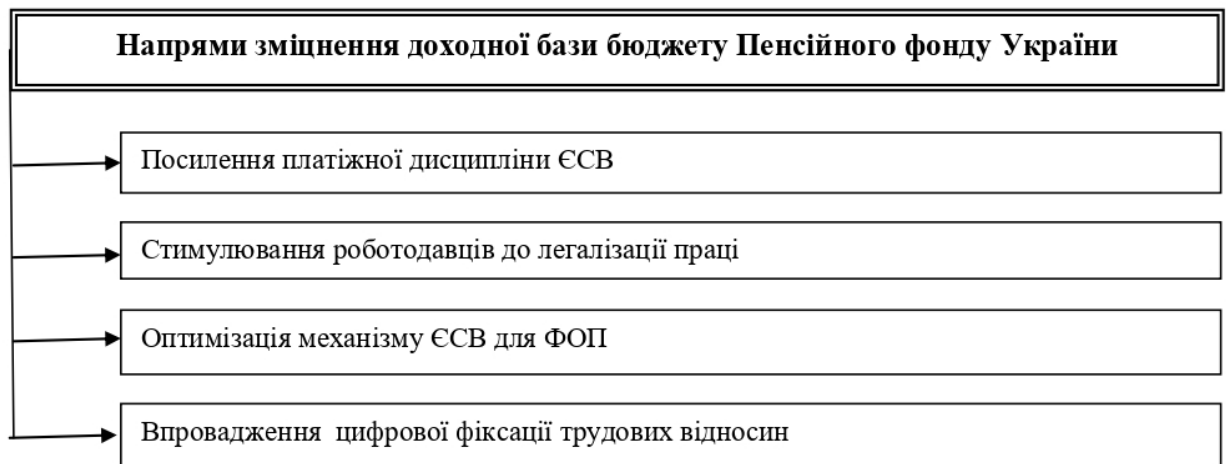 Напрями зміцнення доходної бази бюджету Пенсійного фонду України
Посилення платіжної дисципліни ЄСВ
Стимулювання роботодавців до легалізації праці
Оптимізація механізму ЄСВ для ФОП
Впровадження цифрової фіксації трудових відносин